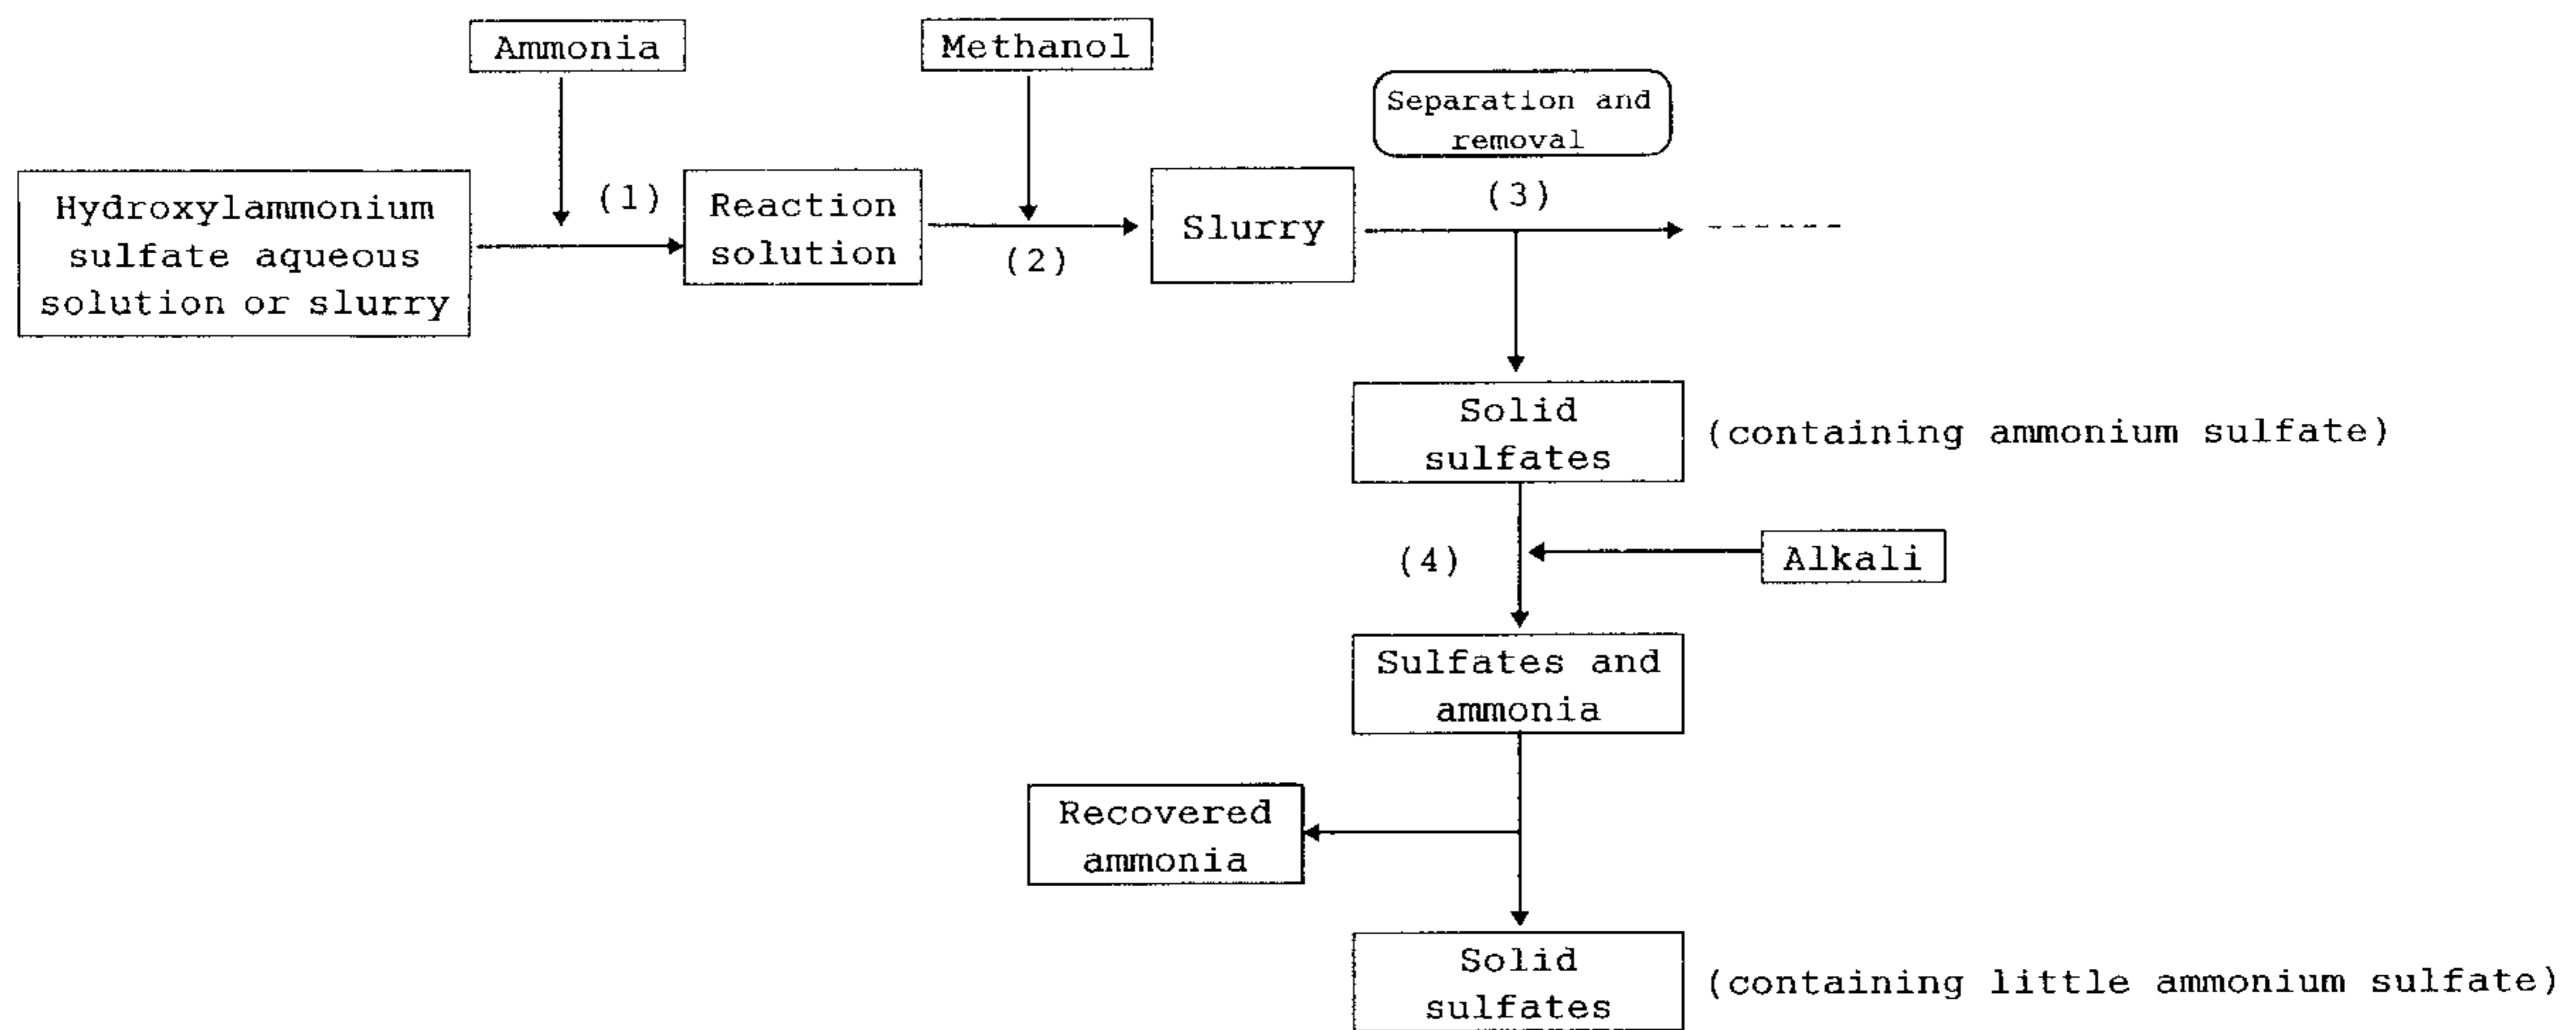 Ammonia
Methanol
Separation and
removal
Hydroxylammonium
sulfate aqueous
solution or slurry
(1)
Reaction
solution
(2)
Slurry
(3)
Solid
sulfates
(containing ammonium sulfate)
(4)
Alkali
Sulfates and
ammonia
Recovered
ammonia
Solid
sulfates
(containing little ammonium sulfate)